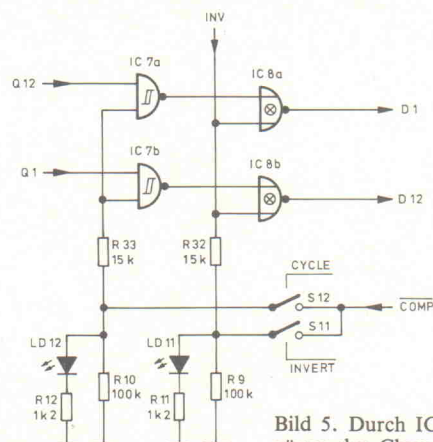 INV
IC 7a
IC 8a
Q 12
D 1
IC 7b
IC 8b
Q 1
D 12
R 33
15 k
R 32
15 k
CYCLE
S 12
COMP
S 11
INVERT
LD 12
LD 11
R 10
100 k
R 9
100 k
R 12
1k2
R 11
1k2
Bild 5. Durch IC